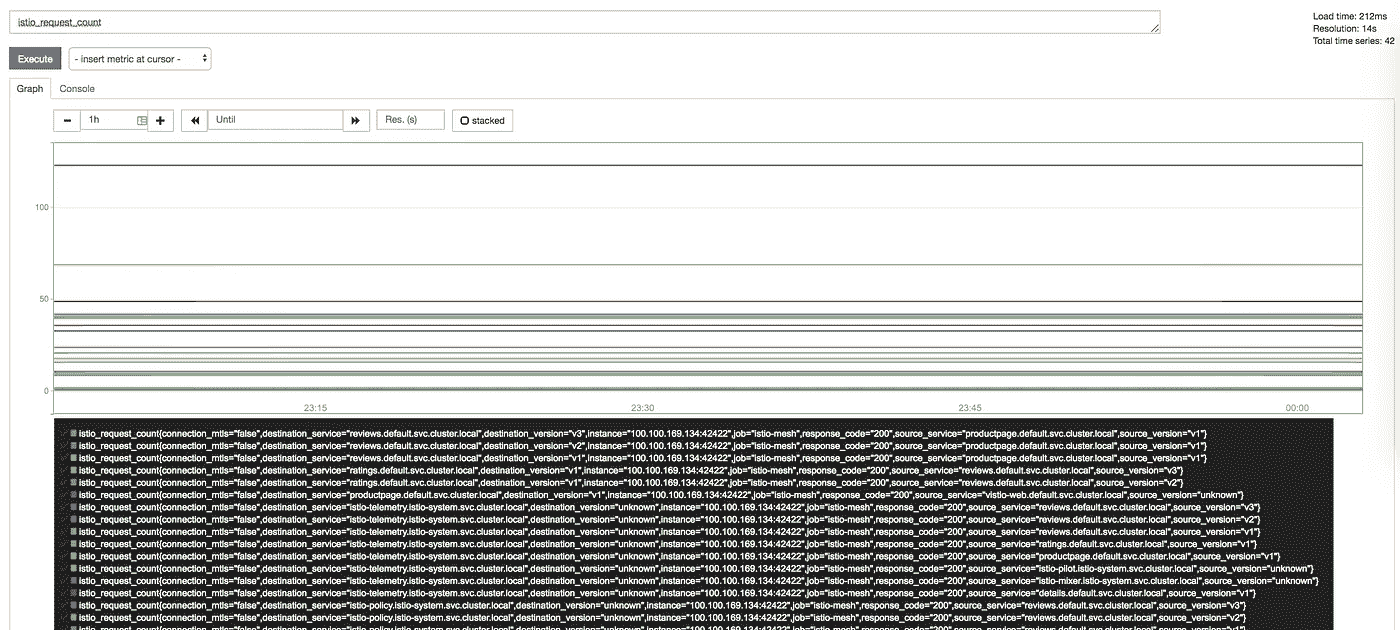 istio_request_count
Load time: 212ms
Resolution: 14s
Total time series: 42
Execute
- insert metric at cursor -
Graph
Console
1h
Until
Res. (s)
stacked
100
50
0
23:15
23:30
23:45
00:00
istio_request_count{connection_mtls="false",destination_service="reviews.default.svc.cluster.local",destination_version="v3",instance="100.100.169.134:42422",job="istio-mesh",response_code="200",source_service="productpage.default.svc.cluster.local",source_version="v1"}
istio_request_count{connection_mtls="false",destination_service="reviews.default.svc.cluster.local",destination_version="v2",instance="100.100.169.134:42422",job="istio-mesh",response_code="200",source_service="productpage.default.svc.cluster.local",source_version="v1"}
istio_request_count{connection_mtls="false",destination_service="reviews.default.svc.cluster.local",destination_version="v1",instance="100.100.169.134:42422",job="istio-mesh",response_code="200",source_service="productpage.default.svc.cluster.local",source_version="v1"}
istio_request_count{connection_mtls="false",destination_service="ratings.default.svc.cluster.local",destination_version="v1",instance="100.100.169.134:42422",job="istio-mesh",response_code="200",source_service="reviews.default.svc.cluster.local",source_version="v3"}
istio_request_count{connection_mtls="false",destination_service="ratings.default.svc.cluster.local",destination_version="v1",instance="100.100.169.134:42422",job="istio-mesh",response_code="200",source_service="reviews.default.svc.cluster.local",source_version="v2"}
istio_request_count{connection_mtls="false",destination_service="productpage.default.svc.cluster.local",destination_version="v1",instance="100.100.169.134:42422",job="istio-mesh",response_code="200",source_service="vistio-web.default.svc.cluster.local",source_version="unknown"}
istio_request_count{connection_mtls="false",destination_service="istio-telemetry.istio-system.svc.cluster.local",destination_version="unknown",instance="100.100.169.134:42422",job="istio-mesh",response_code="200",source_service="reviews.default.svc.cluster.local",source_version="v3"}
istio_request_count{connection_mtls="false",destination_service="istio-telemetry.istio-system.svc.cluster.local",destination_version="unknown",instance="100.100.169.134:42422",job="istio-mesh",response_code="200",source_service="reviews.default.svc.cluster.local",source_version="v2"}
istio_request_count{connection_mtls="false",destination_service="istio-telemetry.istio-system.svc.cluster.local",destination_version="unknown",instance="100.100.169.134:42422",job="istio-mesh",response_code="200",source_service="reviews.default.svc.cluster.local",source_version="v1"}
istio_request_count{connection_mtls="false",destination_service="istio-telemetry.istio-system.svc.cluster.local",destination_version="unknown",instance="100.100.169.134:42422",job="istio-mesh",response_code="200",source_service="ratings.default.svc.cluster.local",source_version="v1"}
istio_request_count{connection_mtls="false",destination_service="istio-telemetry.istio-system.svc.cluster.local",destination_version="unknown",instance="100.100.169.134:42422",job="istio-mesh",response_code="200",source_service="productpage.default.svc.cluster.local",source_version="v1"}
istio_request_count{connection_mtls="false",destination_service="istio-telemetry.istio-system.svc.cluster.local",destination_version="unknown",instance="100.100.169.134:42422",job="istio-mesh",response_code="200",source_service="istio-pilot.istio-system.svc.cluster.local",source_version="unknown"}
istio_request_count{connection_mtls="false",destination_service="istio-telemetry.istio-system.svc.cluster.local",destination_version="unknown",instance="100.100.169.134:42422",job="istio-mesh",response_code="200",source_service="istio-mixer.istio-system.svc.cluster.local",source_version="unknown"}
istio_request_count{connection_mtls="false",destination_service="istio-telemetry.istio-system.svc.cluster.local",destination_version="unknown",instance="100.100.169.134:42422",job="istio-mesh",response_code="200",source_service="details.default.svc.cluster.local",source_version="v1"}
istio_request_count{connection_mtls="false",destination_service="istio-policy.istio-system.svc.cluster.local",destination_version="unknown",instance="100.100.169.134:42422",job="istio-mesh",response_code="200",source_service="reviews.default.svc.cluster.local",source_version="v3"}
istio_request_count{connection_mtls="false",destination_service="istio-policy.istio-system.svc.cluster.local",destination_version="unknown",instance="100.100.169.134:42422",job="istio-mesh",response_code="200",source_service="reviews.default.svc.cluster.local",source_version="v2"}